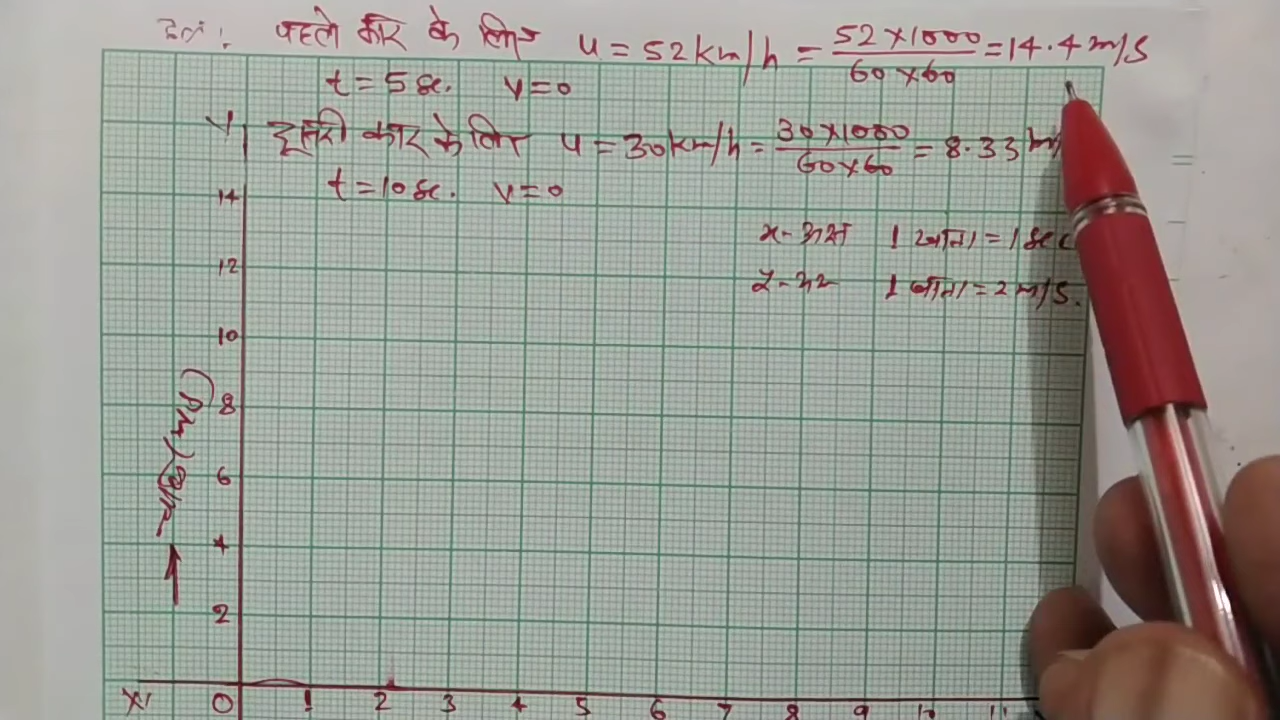 हल: पहले कार के लिए u = 52 km/h = 52×1000/60×60 = 14.4 m/s
t = 5 sec. v=0
दूसरी कार के लिए u = 30 km/h = 30×1000/60×60 = 8.33 m/
t = 10 sec. v=0
x-अक्ष 1 खाना = 1 sec
1 खाना = 2 m/s.
Y
14
12
10
8
6
4
2
X' 0 1 2 3 4 5 6 7 8 9 10 11